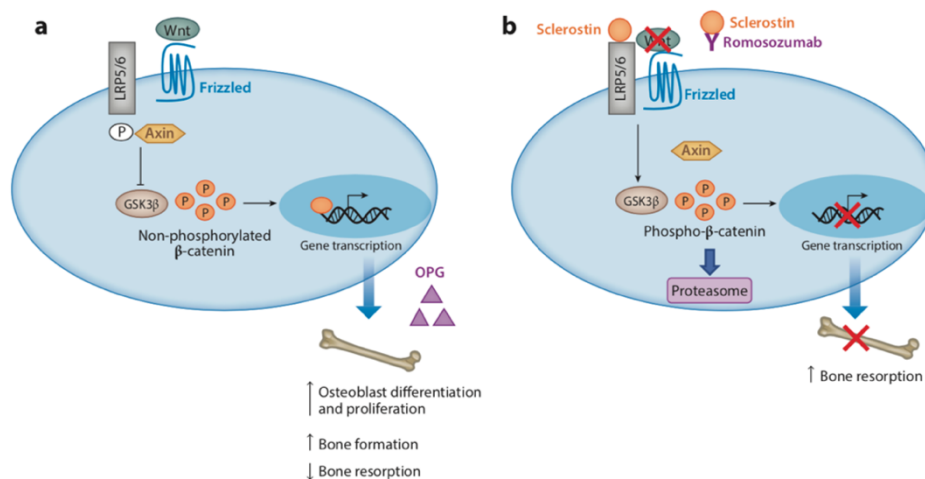 a
Wnt
LRP5/6
Frizzled
P
Axin
GSK3β
P
P
P
P
Non-phosphorylated
β-catenin
Gene transcription
OPG
↑ Osteoblast differentiation
and proliferation
↑ Bone formation
↓ Bone resorption
b
Sclerostin
Wnt
Sclerostin
Romosozumab
LRP5/6
Frizzled
Axin
GSK3β
P
P
P
P
Phospho-β-catenin
Gene transcription
Proteasome
↑ Bone resorption